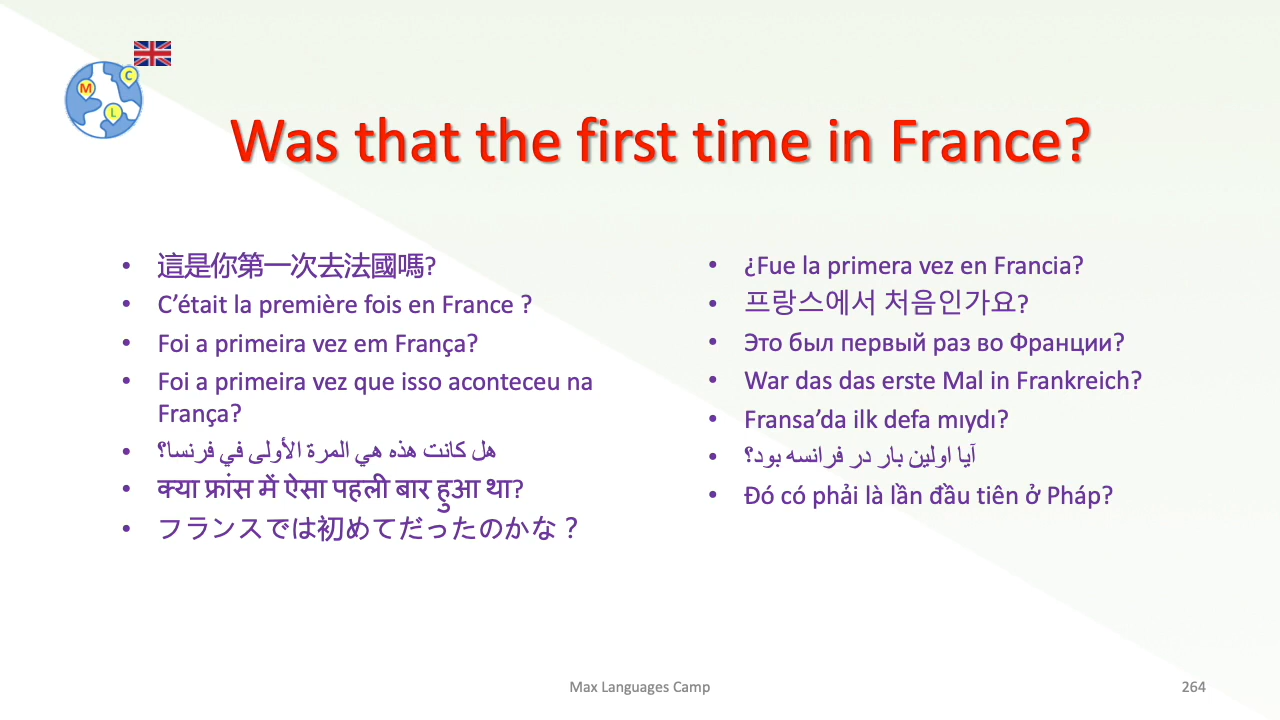 M
C
L
Was that the first time in France?
• 這是你第一次去法國嗎?
• C’était la première fois en France ?
• Foi a primeira vez em França?
• Foi a primeira vez que isso aconteceu na
França?
• هل كانت هذه هي المرة الأولى في فرنسا؟
• क्या फ्रांस में ऐसा पहली बार हुआ था?
• フランスでは初めてだったのかな？
• ¿Fue la primera vez en Francia?
• 프랑스에서 처음인가요?
• Это был первый раз во Франции?
• War das das erste Mal in Frankreich?
• Fransa’da ilk defa mıydı?
• آیا اولین بار در فرانسه بود؟
• Đó có phải là lần đầu tiên ở Pháp?
Max Languages Camp
264